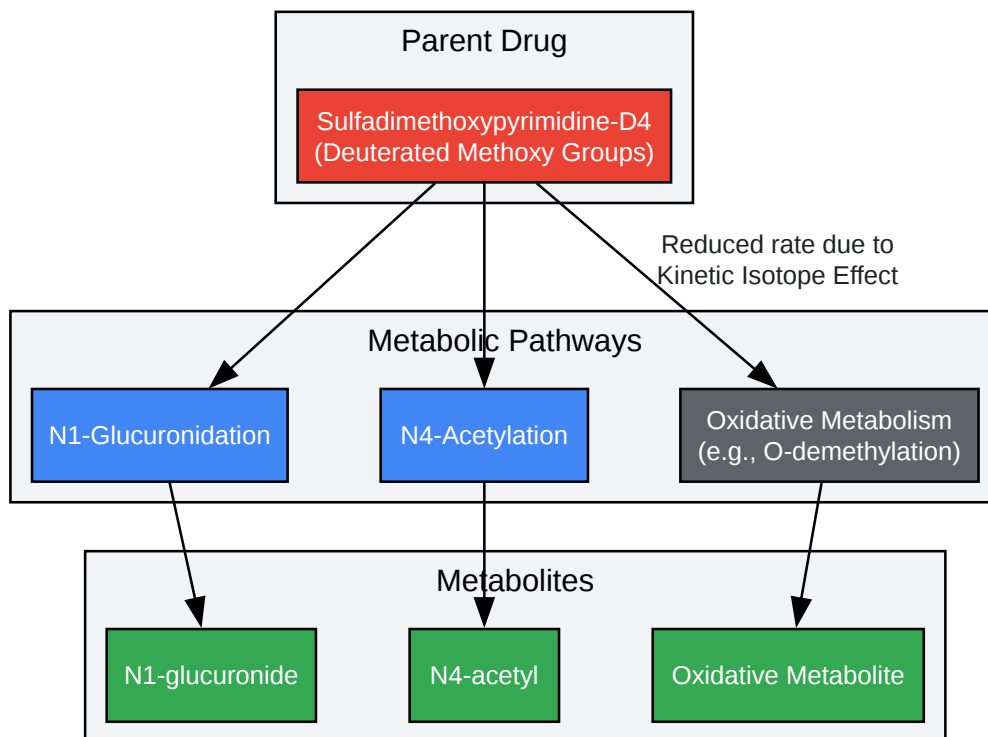 Parent Drug
Sulfadimethoxypyrimidine-D4
(Deuterated Methoxy Groups)
Reduced rate due to
Kinetic Isotope Effect
Metabolic Pathways
N1-Glucuronidation
N4-Acetylation
Oxidative Metabolism
(e.g., O-demethylation)
Metabolites
N1-glucuronide
N4-acetyl
Oxidative Metabolite